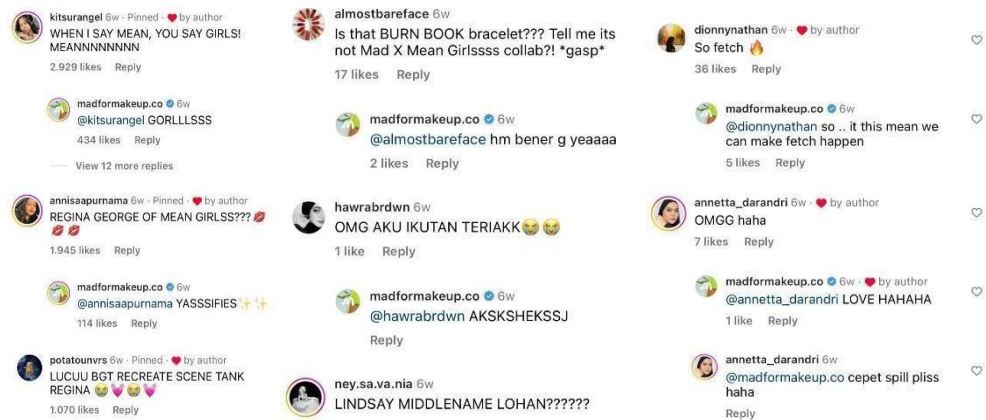 kitsurangel 6w · Pinned · ❤ by author
WHEN I SAY MEAN, YOU SAY GIRLS!
MEANNNNNNNN
2.929 likes Reply
madformakeup.co 6w
@kitsurangel GORLLLSSS
434 likes Reply
View 12 more replies
annisaapurnama 6w · Pinned · ❤ by author
REGINA GEORGE OF MEAN GIRLSS???💋
💋💋
1.945 likes Reply
madformakeup.co 6w
@annisaapurnama YASSSIFIES✨✨
114 likes Reply
potatounvrs 6w · Pinned · ❤ by author
LUCUU BGT RECREATE SCENE TANK
REGINA 😭💓😭💓
1.070 likes Reply
almostbareface 6w
Is that BURN BOOK bracelet??? Tell me its
not Mad X Mean Girlssss collab?! *gasp*
17 likes Reply
madformakeup.co 6w
@almostbareface hm bener g yeaaaa
2 likes Reply
hawrabrdwn 6w
OMG AKU IKUTAN TERIAKK😭😭
1 like Reply
madformakeup.co 6w
@hawrabrdwn AKSKSHEKSSJ
Reply
ney.sa.va.nia 6w
LINDSAY MIDDLENAME LOHAN??????
dionnynathan 6w · ❤ by author
So fetch 🔥
36 likes Reply
madformakeup.co 6w
@dionnynathan so .. it this mean we
can make fetch happen
5 likes Reply
annetta_darandri 6w · ❤ by author
OMGG haha
7 likes Reply
madformakeup.co 6w · ❤ by author
@annetta_darandri LOVE HAHAHA
1 like Reply
annetta_darandri 6w
@madformakeup.co cepet spill pliss
haha
Reply